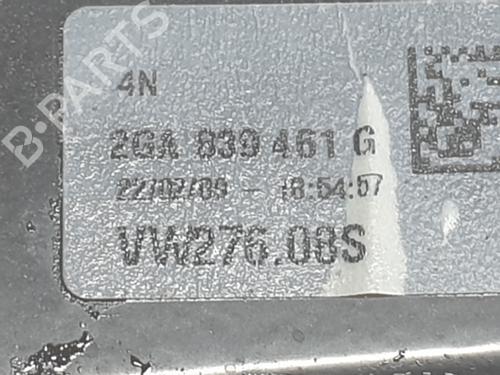 B-PARTS
4N
2GA 839 461 G
22/02/09 - 18:54:57
VW276.08S